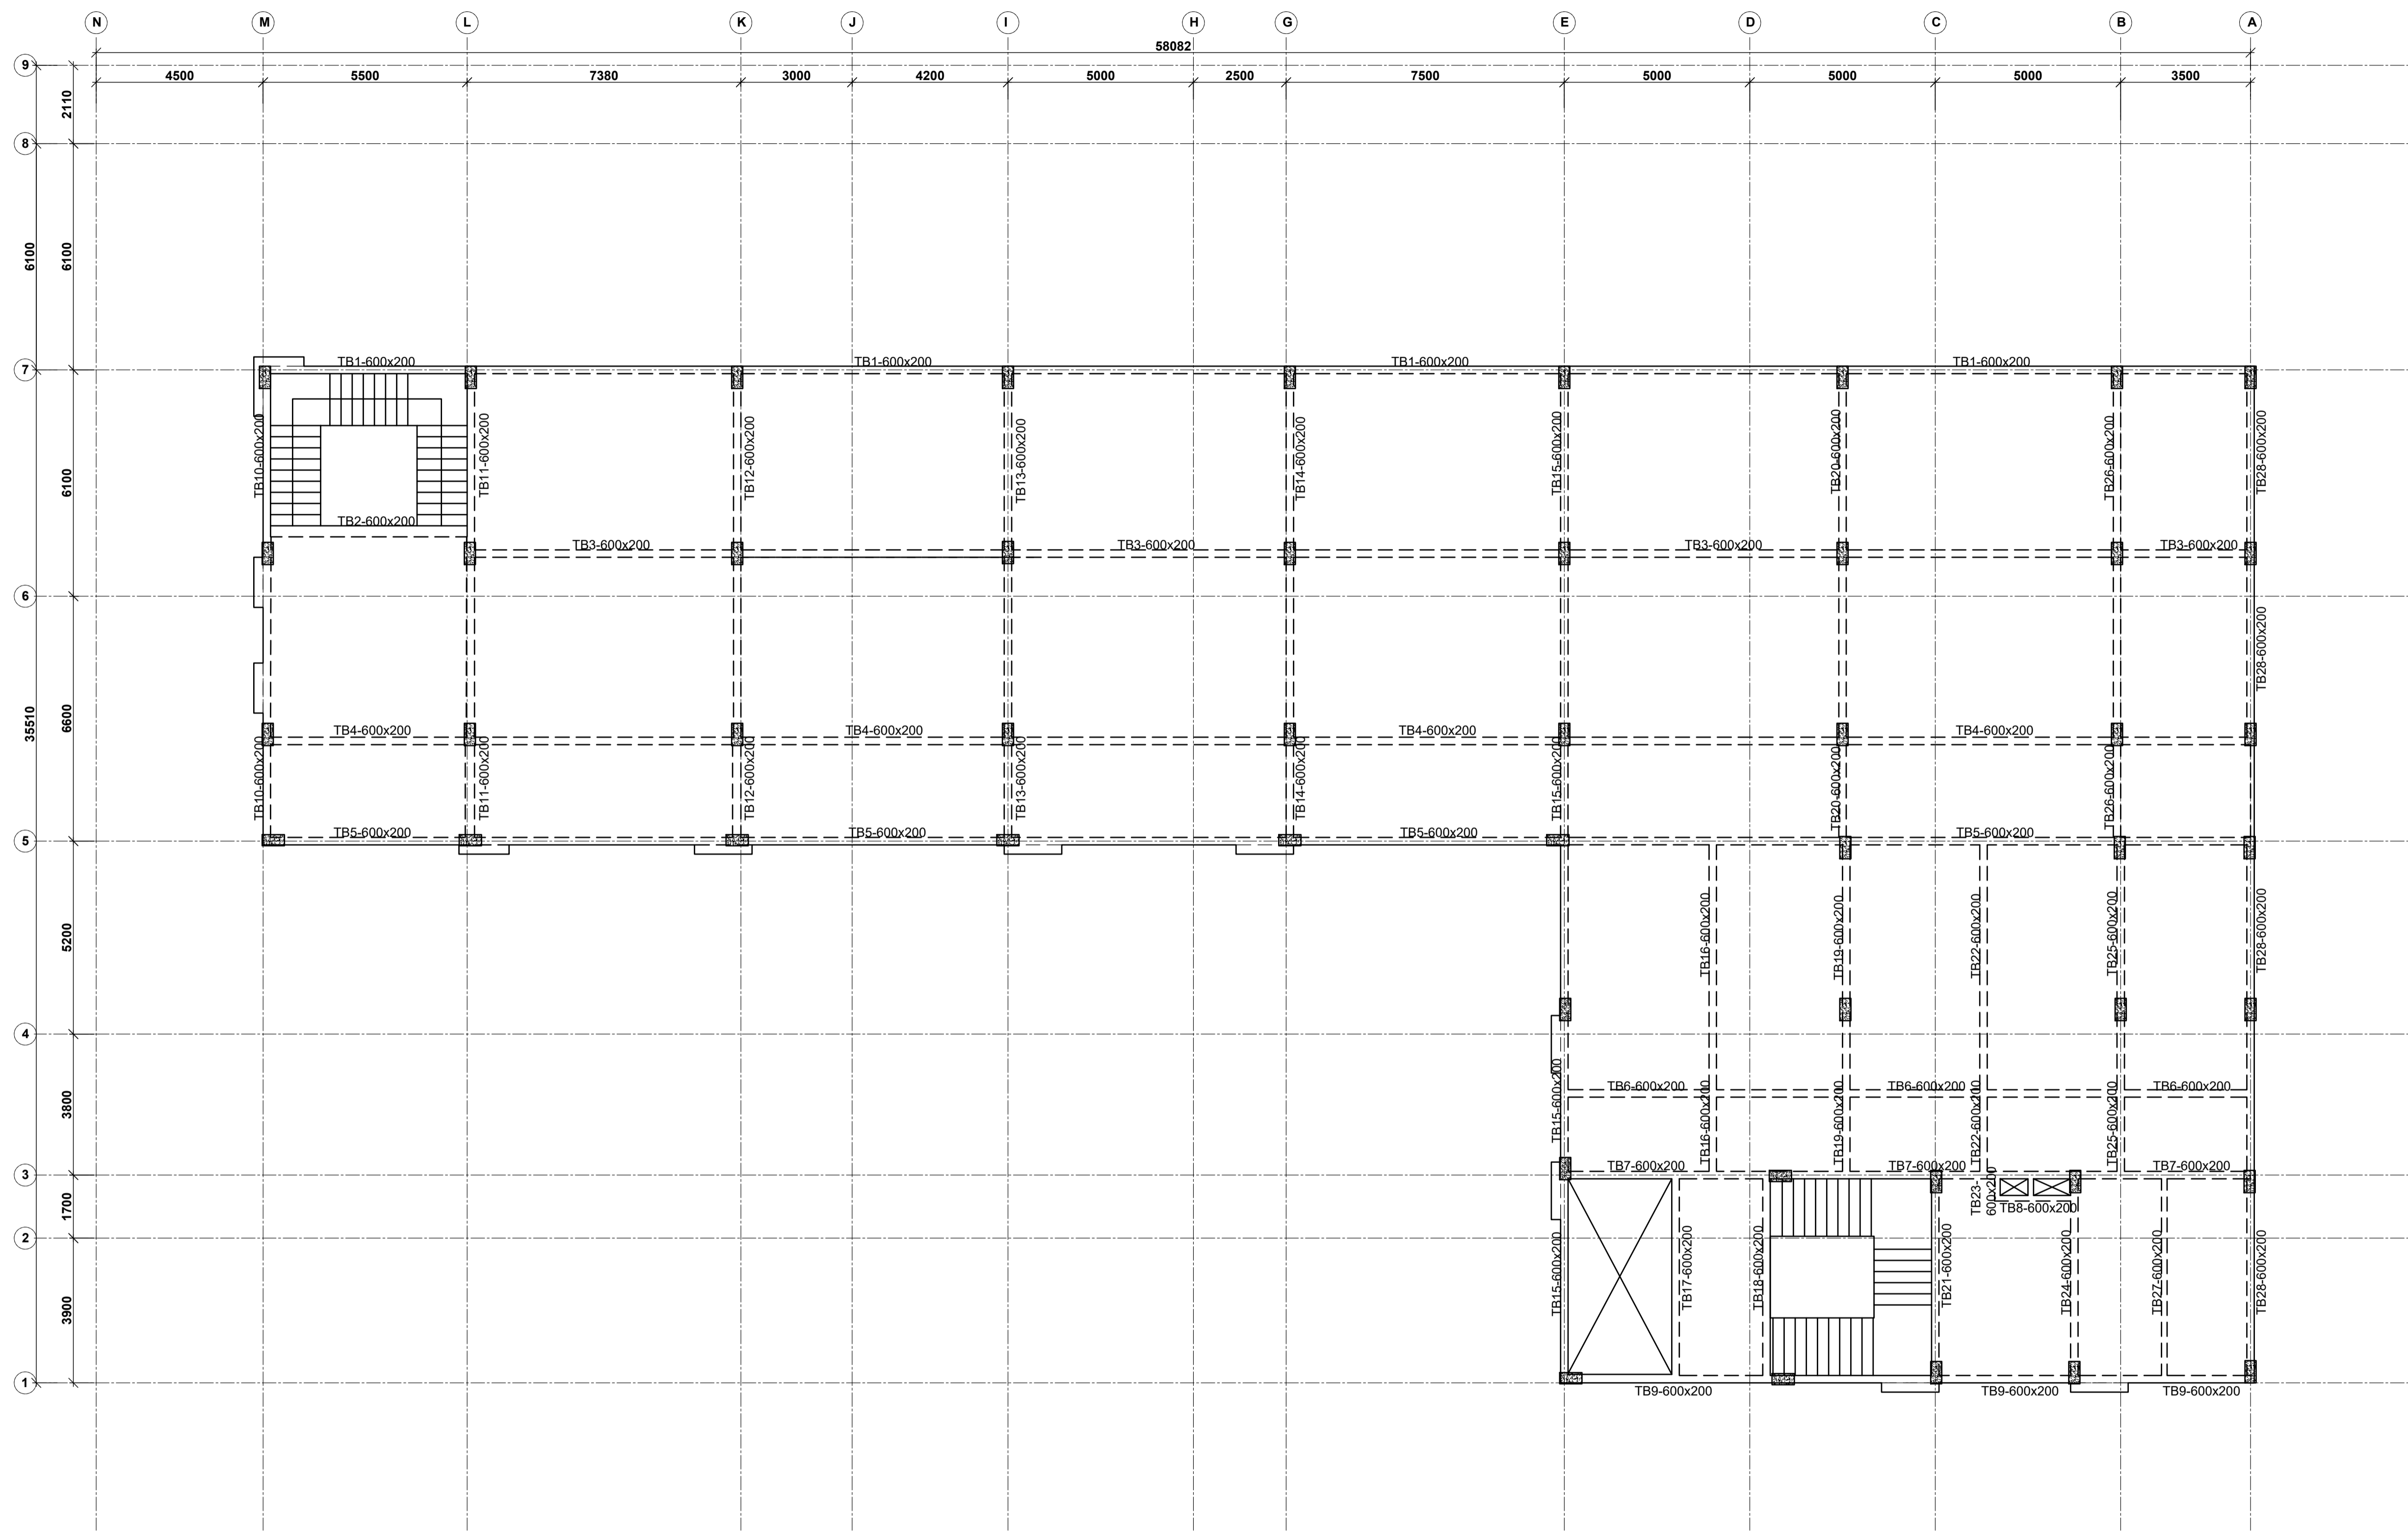 N M L K J I H G E D C B A
58082
9
4500 5500 7380 3000 4200 5000 2500 7500 5000 5000 5000 3500
2110
8
6100 6100
7
TB1-600x200 TB1-600x200 TB1-600x200 TB1-600x200
TB10-600x200 TB11-600x200 TB12-600x200 TB13-600x200 TB14-600x200 TB15-600x200 TB20-600x200 TB26-600x200 TB28-600x200
6100
TB2-600x200
TB3-600x200 TB3-600x200 TB3-600x200 TB3-600x200
6
TB28-600x200
35510 6600
TB4-600x200 TB4-600x200 TB4-600x200 TB4-600x200
TB10-600x200 TB11-600x200 TB12-600x200 TB13-600x200 TB14-600x200 TB15-600x200 TB20-600x200 TB26-600x200
5
TB5-600x200 TB5-600x200 TB5-600x200 TB5-600x200
5200
TB16-600x200 TB19-600x200 TB22-600x200 TB25-600x200 TB28-600x200
4
3800
TB6-600x200 TB6-600x200 TB6-600x200
TB15-600x200 TB16-600x200 TB19-600x200 TB22-600x200 TB25-600x200
3
TB7-600x200 TB7-600x200 TB7-600x200
1700
TB23-
600x200
TB8-600x200
2
3900
TB15-600x200 TB17-600x200 TB18-600x200 TB21-600x200 TB24-600x200 TB27-600x200 TB28-600x200
1
TB9-600x200 TB9-600x200 TB9-600x200